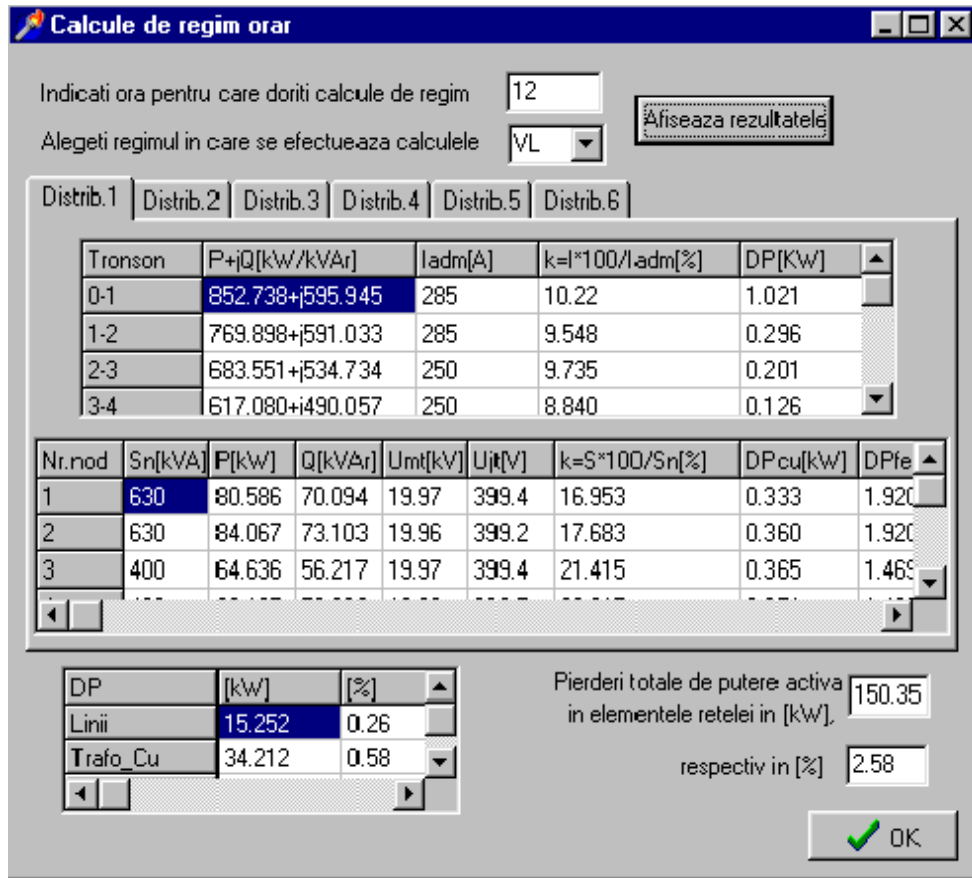 Calcule de regim orar
Indicati ora pentru care doriti calcule de regim 12
Afiseaza rezultatele
Alegeti regimul in care se efectueaza calculele VL
Distrib.1 Distrib.2 Distrib.3 Distrib.4 Distrib.5 Distrib.6
Tronson P+jQ[kW/kVAr] Iadm[A] k=I*100/Iadm[%] DP[KW]
0-1 852.738+j595.945 285 10.22 1.021
1-2 769.898+j591.033 285 9.548 0.296
2-3 683.551+j534.734 250 9.735 0.201
3-4 617.080+j490.057 250 8.840 0.126
Nr.nod Sn[kVA] P[kW] Q[kVAr] Umt[kV] Ujt[V] k=S*100/Sn[%] DPcu[kW] DPfe
1 630 80.586 70.094 19.97 399.4 16.953 0.333 1.920
2 630 84.067 73.103 19.96 399.2 17.683 0.360 1.920
3 400 64.636 56.217 19.97 399.4 21.415 0.365 1.469
DP [kW] [%]
Linii 15.252 0.26
Trafo_Cu 34.212 0.58
Pierderi totale de putere activa
in elementele retelei in [kW], 150.35
respectiv in [%] 2.58
OK